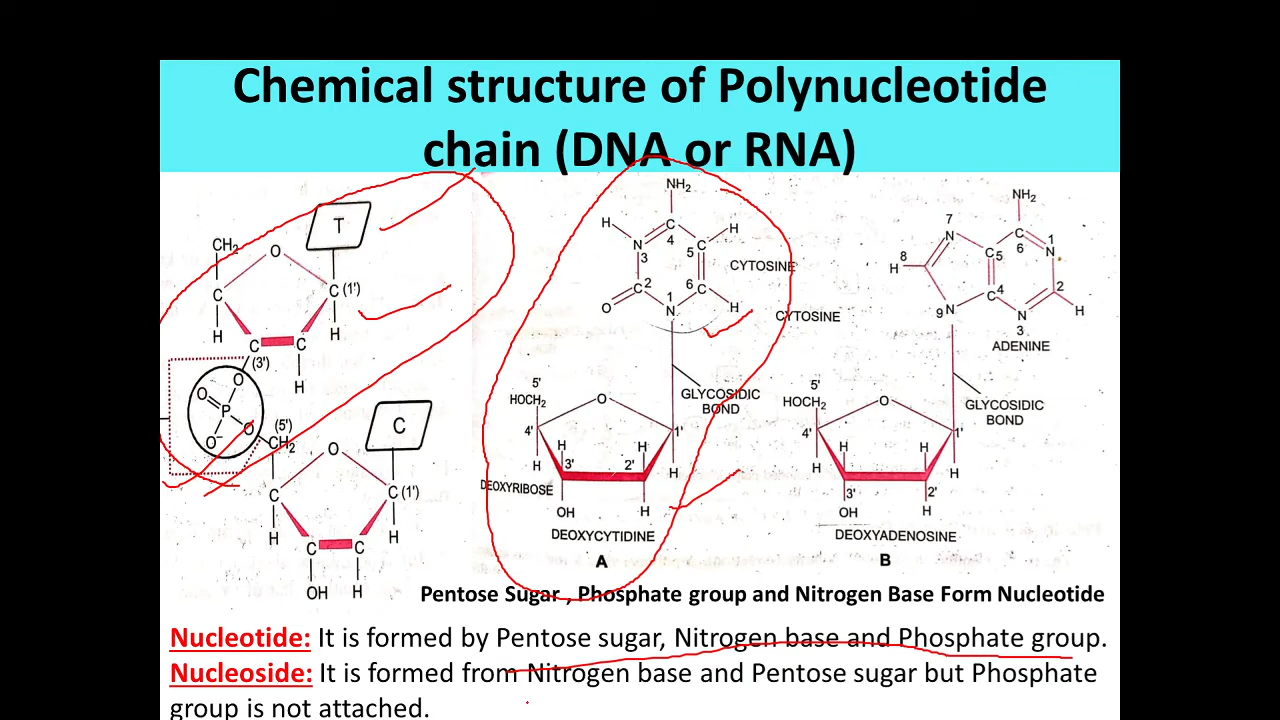 Chemical structure of Polynucleotide
chain (DNA or RNA)
T
CH₂
O
C
C (1')
H
H
C
C
(3')
H
O
O
P
O⁻
O
(5')
CH₂
C
O
C
C (1')
H
H
C
C
OH
H
NH₂
H
C
4
H
N
3
5
C
CYTOSINE
C
2
6
C
O
1
N
H
CYTOSINE
GLYCOSIDIC
BOND
5'
HOCH₂
O
4'
1'
H
H
H
3'
2'
H
DEOXYRIBOSE
OH
H
DEOXYCYTIDINE
A
NH₂
7
N
6
1
N
8
H
5
C
C
4
2
9
N
N
3
H
ADENINE
GLYCOSIDIC
BOND
5'
HOCH₂
O
4'
1'
H
H
H
H
3'
2'
OH
H
DEOXYADENOSINE
B
Pentose Sugar , Phosphate group and Nitrogen Base Form Nucleotide
Nucleotide: It is formed by Pentose sugar, Nitrogen base and Phosphate group.
Nucleoside: It is formed from Nitrogen base and Pentose sugar but Phosphate
group is not attached.